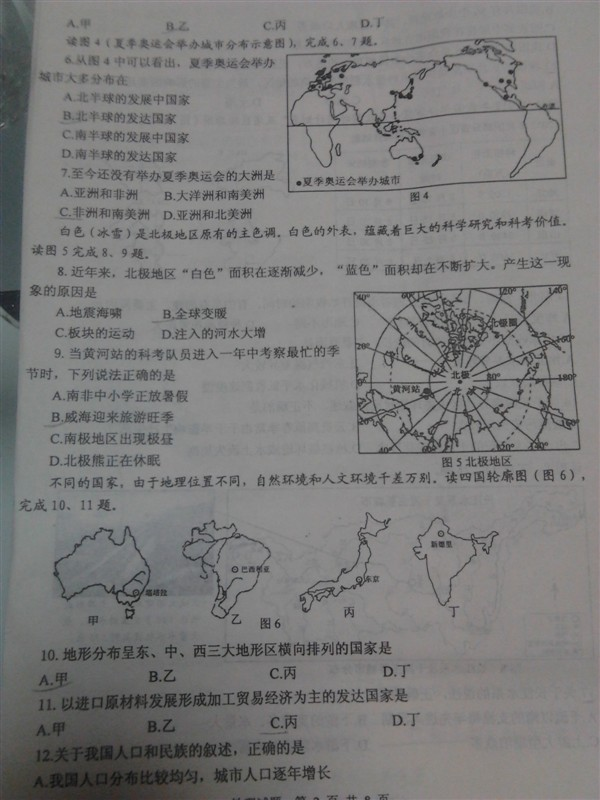 A.甲 B.乙 C.丙 D.丁
读图4(夏季奥运会举办城市分布示意图),完成6、7题。
6.从图4中可以看出,夏季奥运会举办
城市大多分布在
A.北半球的发展中国家
B.北半球的发达国家
C.南半球的发展中国家
D.南半球的发达国家
7.至今还没有举办夏季奥运会的大洲是
A.亚洲和非洲 B.大洋洲和南美洲
C.非洲和南美洲 D.亚洲和北美洲
●夏季奥运会举办城市
图4
白色(冰雪)是北极地区原有的主色调。白色的外表,蕴藏着巨大的科学研究和科考价值。
读图5完成8、9题。
8.近年来,北极地区“白色”面积在逐渐减少,“蓝色”面积却在不断扩大。产生这一现
象的原因是
A.地震海啸 B.全球变暖
C.板块的运动 D.注入的河水大增
9.当黄河站的科考队员进入一年中考察最忙的季
节时,下列说法正确的是
A.南非中小学正放暑假
B.威海迎来旅游旺季
C.南极地区出现极昼
D.北极熊正在休眠
40° 60° 120° 140°
北极圈
160°
北极
黄河站 80° 180°
160°
140°
图5北极地区
不同的国家,由于地理位置不同,自然环境和人文环境千差万别。读四国轮廓图(图6),
完成10、11题。
堪培拉
巴西利亚
东京
新德里
甲 乙 丙 丁
图6
10.地形分布呈东、中、西三大地形区横向排列的国家是
A.甲 B.乙 C.丙 D.丁
11.以进口原材料发展形成加工贸易经济为主的发达国家是
A.甲 B.乙 C.丙 D.丁
12.关于我国人口和民族的叙述,正确的是
A.我国人口分布比较均匀,城市人口逐年增长